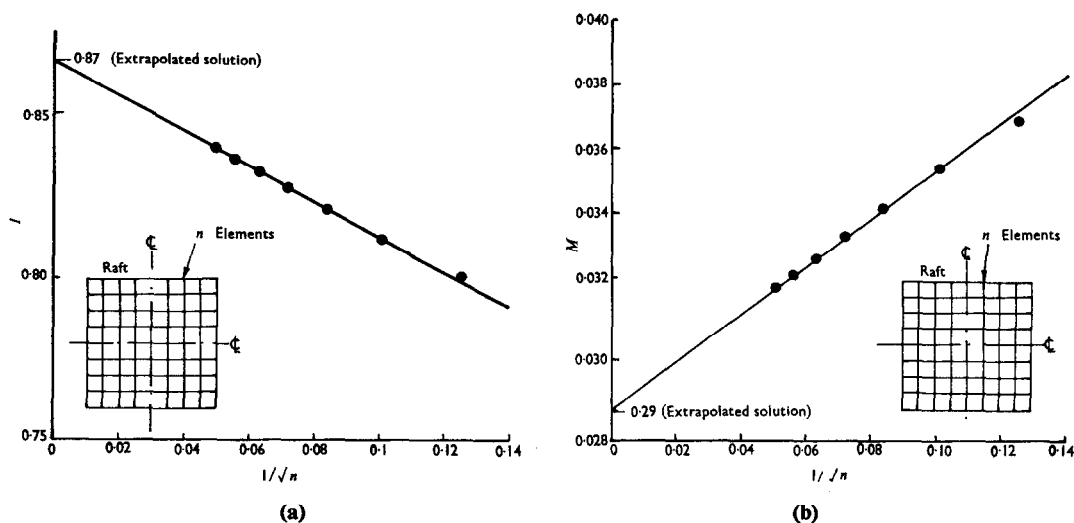 0·87 (Extrapolated solution)
0·85
I
0·80
0·75
n Elements
℄
Raft
℄
0 0·02 0·04 0·06 0·08 0·10 0·12 0·14
1/√n
(a)
0·040
0·038
0·036
0·034
M
0·032
0·030
0·29 (Extrapolated solution)
0·028
n Elements
℄
Raft
℄
0 0·02 0·04 0·06 0·08 0·10 0·12 0·14
1/√n
(b)